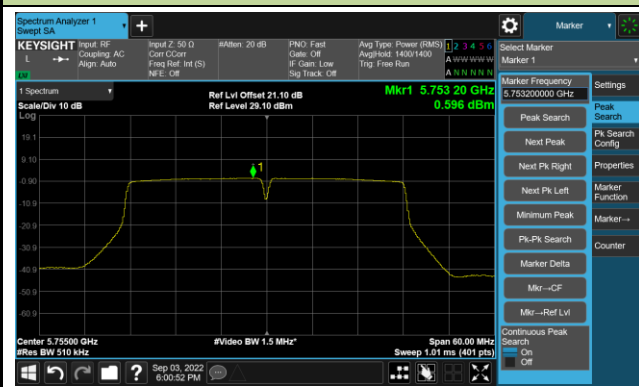 Spectrum Analyzer 1
Swept SA
Marker
KEYSIGHT
L
Input: RF
Coupling: AC
Align: Auto
Input Z: 50 Ω
Corr CCorr
Freq Ref: Int (S)
NFE: Off
#Atten: 20 dB
PNO: Fast
Gate: Off
IF Gain: Low
Sig Track: Off
Avg Type: Power (RMS)
Avg|Hold: 1400/1400
Trig: Free Run
1 2 3 4 5 6
A W W W W W
A N N N N N
Select Marker
Marker 1
1 Spectrum
Scale/Div 10 dB
Log
Ref Lvl Offset 21.10 dB
Ref Level 29.10 dBm
Mkr1 5.753 20 GHz
0.596 dBm
19.1
9.10
-0.90
-10.9
-20.9
-30.9
-40.9
-50.9
-60.9
1
Center 5.75500 GHz
#Res BW 510 kHz
#Video BW 1.5 MHz*
Span 60.00 MHz
Sweep 1.01 ms (401 pts)
Marker Frequency
5.753200000 GHz
Peak Search
Next Peak
Next Pk Right
Next Pk Left
Minimum Peak
Pk-Pk Search
Marker Delta
Mkr→CF
Mkr→Ref Lvl
Continuous Peak
Search
On
Off
Settings
Peak
Search
Pk Search
Config
Properties
Marker
Function
Marker→
Counter
?
Sep 03, 2022
6:00:52 PM